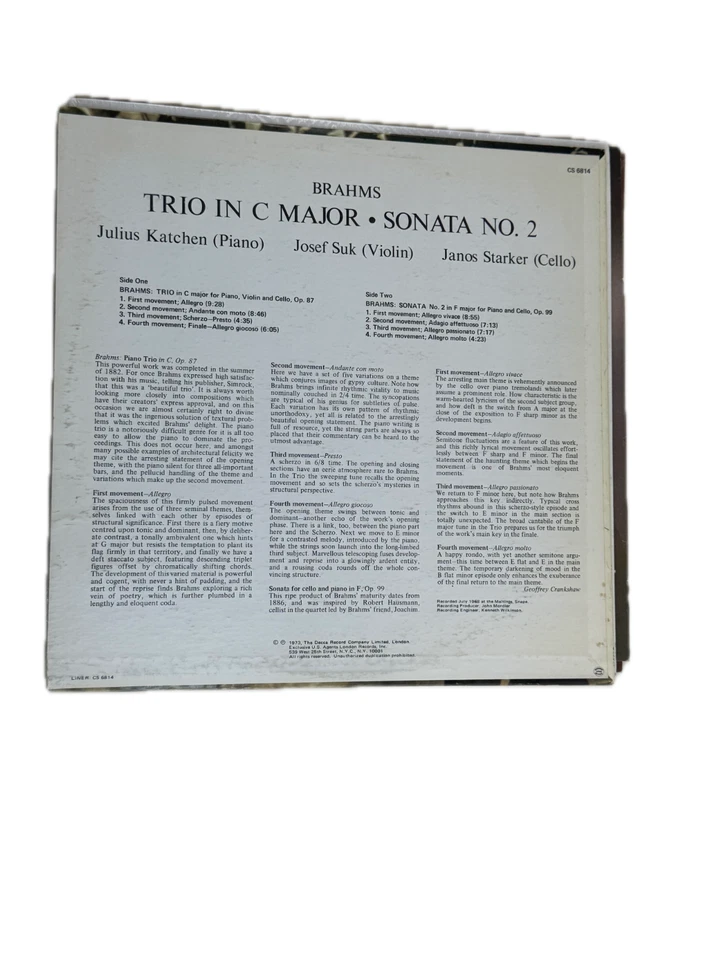 CS 6814
BRAHMS
TRIO IN C MAJOR • SONATA NO. 2
Julius Katchen (Piano) Josef Suk (Violin) Janos Starker (Cello)
Side One
BRAHMS: TRIO in C major for Piano, Violin and Cello, Op. 87
1. First movement; Allegro (9:28)
2. Second movement; Andante con moto (8:46)
3. Third movement; Scherzo—Presto (4:35)
4. Fourth movement; Finale—Allegro giocoso (6:05)
Side Two
BRAHMS: SONATA No. 2 in F major for Piano and Cello, Op. 99
1. First movement; Allegro vivace (8:55)
2. Second movement; Adagio affettuoso (7:13)
3. Third movement; Allegro passionato (7:17)
4. Fourth movement; Allegro molto (4:23)
Brahms: Piano Trio in C, Op. 87
This powerful work was completed in the summer
of 1882. For once Brahms expressed high satisfac-
tion with his music, telling his publisher, Simrock,
that this was a 'beautiful trio'. It is always worth
looking more closely into compositions which
have their creators' express approval, and on this
occasion we are almost certainly right to divine
that it was the ingenious solution of textural prob-
lems which excited Brahms' delight. The piano
trio is a notoriously difficult genre for it is all too
easy to allow the piano to dominate the pro-
ceedings. This does not occur here, and amongst
many possible examples of architectural felicity we
may cite the arresting statement of the opening
theme, with the piano silent for three all-important
bars, and the pellucid handling of the theme and
variations which make up the second movement.
First movement—Allegro
The spaciousness of this firmly pulsed movement
arises from the use of three seminal themes, them-
selves linked with each other by episodes of
structural significance. First there is a fiery motive
centred upon tonic and dominant, then, by deliber-
ate contrast, a tonally ambivalent one which hints
at G major but resists the temptation to plant its
flag firmly in that territory, and finally we have a
deft staccato subject, featuring descending triplet
figures offset by chromatically shifting chords.
The development of this varied material is powerful
and cogent, with never a hint of padding, and the
start of the reprise finds Brahms exploring a rich
vein of poetry, which is further plumbed in a
lengthy and eloquent coda.
Second movement—Andante con moto
Here we have a set of five variations on a theme
which conjures images of gypsy culture. Note how
Brahms brings infinite rhythmic vitality to music
nominally couched in 2/4 time. The syncopations
are typical of his genius for subtleties of pulse.
Each variation has its own pattern of rhythmic
unorthodoxy, yet all is related to the arrestingly
beautiful opening statement. The piano writing is
full of resource, yet the string parts are always so
placed that their commentary can be heard to the
utmost advantage.
Third movement—Presto
A scherzo in 6/8 time. The opening and closing
sections have an eerie atmosphere rare to Brahms.
In the Trio the sweeping tune recalls the opening
movement and so sets the scherzo's mysteries in
structural perspective.
Fourth movement—Allegro giocoso
The opening theme swings between tonic and
dominant—another echo of the work's opening
phase. There is a link, too, between the piano part
here and the Scherzo. Next we move to E minor
for a contrasted melody, introduced by the piano,
while the strings soon launch into the long-limbed
third subject. Marvellous telescoping fuses develop-
ment and reprise into a glowingly ardent entity,
and a rousing coda rounds off the whole con-
vincing structure.
Sonata for cello and piano in F, Op. 99
This ripe product of Brahms' maturity dates from
1886, and was inspired by Robert Hainmann,
cellist in the quartet led by Brahms' friend, Joachim.
First movement—Allegro vivace
The arresting main theme is vehemently announced
by the cello over piano tremolandi which later
assume a prominent role. How characteristic is the
warm-hearted lyricism of the second subject group,
and how deft is the switch from A major at the
close of the exposition to F sharp minor as the
development begins.
Second movement—Adagio affettuoso
Semitone fluctuations are a feature of this work,
and this richly lyrical movement oscillates effort-
lessly between F sharp and F minor. The final
statement of the haunting theme which begins the
movement is one of Brahms' most eloquent
moments.
Third movement—Allegro passionato
We return to F minor here, but note how Brahms
approaches this key indirectly. Typical cross
rhythms abound in this scherzo-style episode and
the switch to E minor in the main section is
totally unexpected. The broad cantabile of the F
major tune in the Trio prepares us for the triumph
of the work's main key in the finale.
Fourth movement—Allegro molto
A happy rondo, with yet another semitone argu-
ment—this time between E flat and E in the main
theme. The temporary darkening of mood in the
B flat minor episode only enhances the exuberance
of the final return to the main theme.
Geoffrey Crankshaw
Recorded July 1968 at the Maltings, Snape
Recording Producer: John Mordler
Recording Engineer: Kenneth Wilkinson
© ℗ 1973, The Decca Record Company Limited, London.
Exclusive U.S. Agents London Records, Inc.
539 West 25th Street, N.Y.C., N.Y. 10001
All rights reserved. Unauthorized duplication prohibited.
LINER: CS 6814